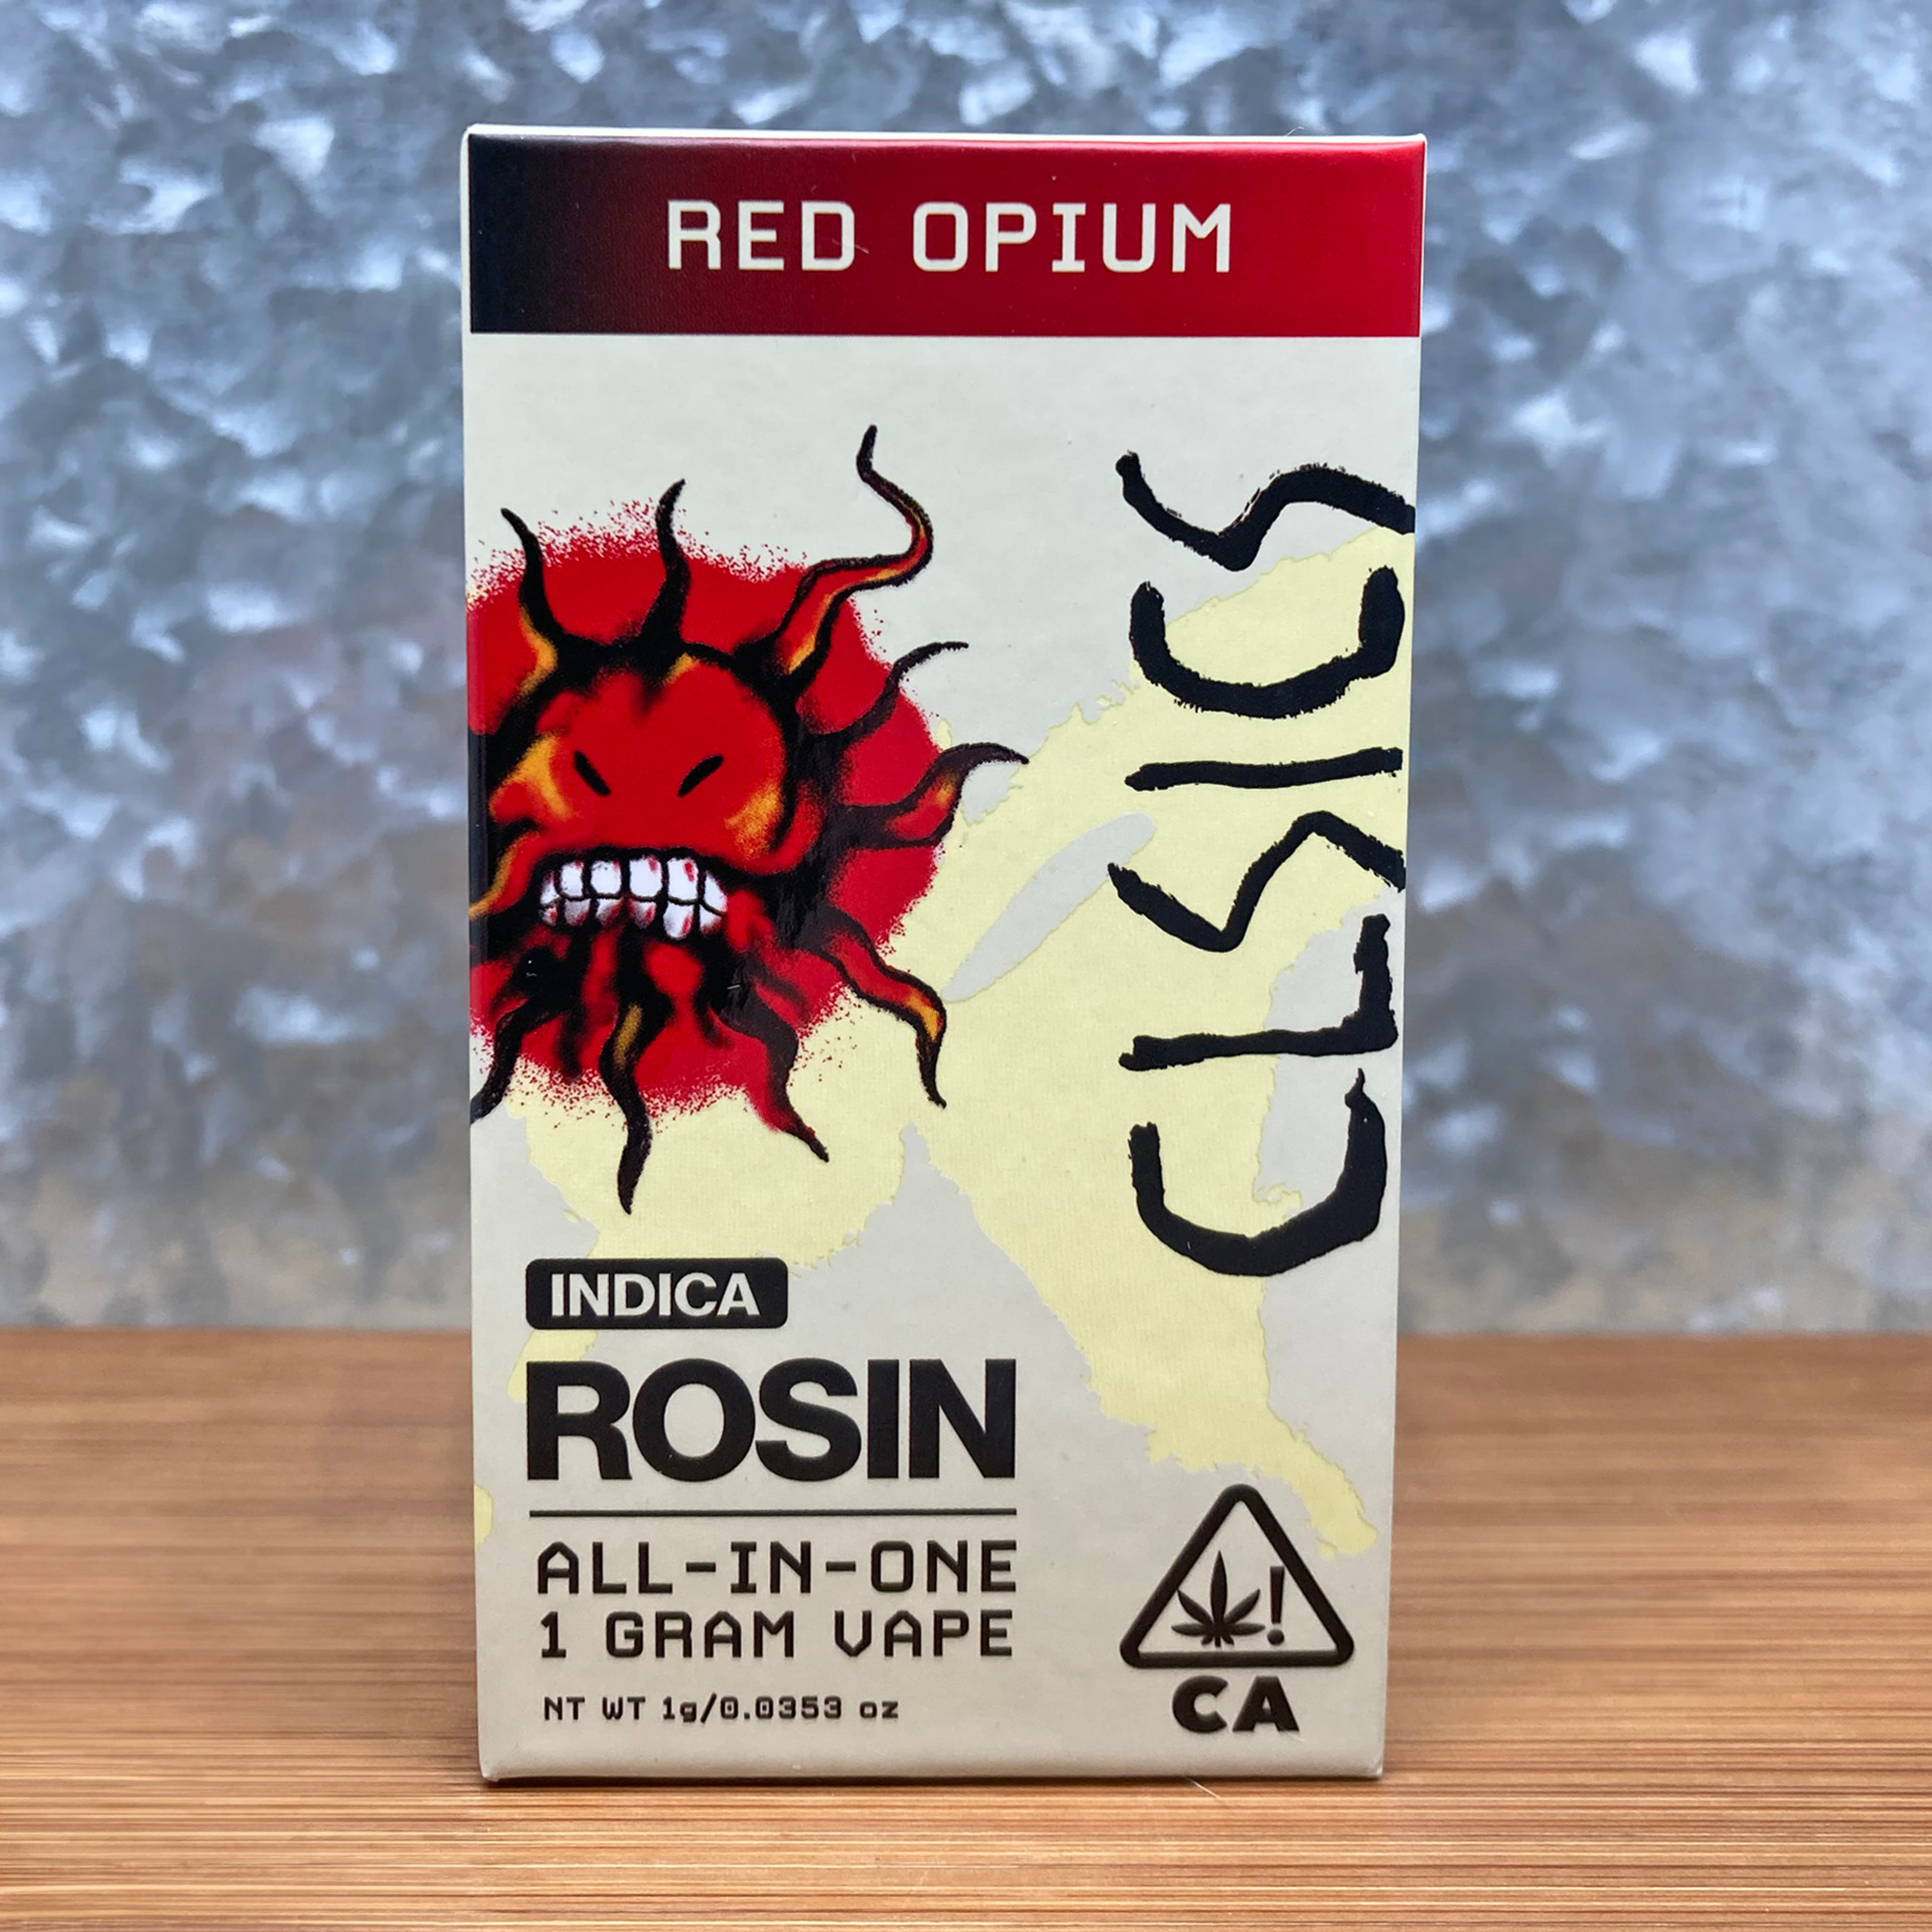 RED OPIUM
CLSICS
INDICA
ROSIN
ALL-IN-ONE
1 GRAM VAPE
NT WT 1g/0.0353 oz
!
CA